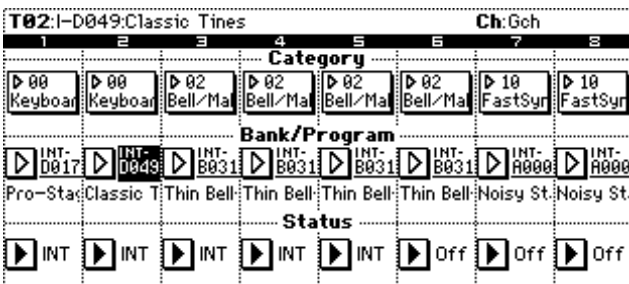 T02:I-D049:Classic Tines Ch:Gch
1 2 3 4 5 6 7 8
Category
00 00 02 02 02 02 10 10
Keyboar Keyboar Bell/Mal Bell/Mal Bell/Mal Bell/Mal FastSyn FastSyn
Bank/Program
INT- INT- INT- INT- INT- INT- INT- INT-
D017 D049 B031 B031 B031 B031 A000 A000
Pro-Stag Classic T Thin Bell Thin Bell Thin Bell Thin Bell Noisy St. Noisy St.
Status
INT INT INT INT INT Off Off Off